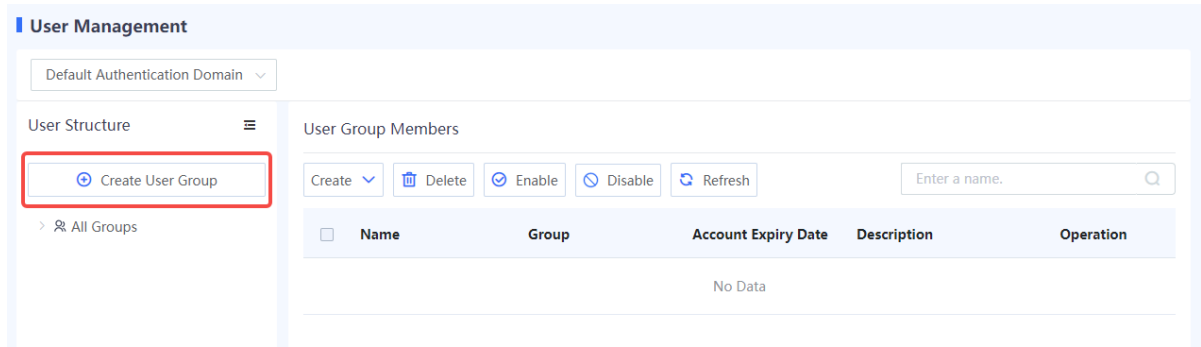 User Management
Default Authentication Domain
User Structure
Create User Group
All Groups
User Group Members
Create Delete Enable Disable Refresh Enter a name.
Name Group Account Expiry Date Description Operation
No Data